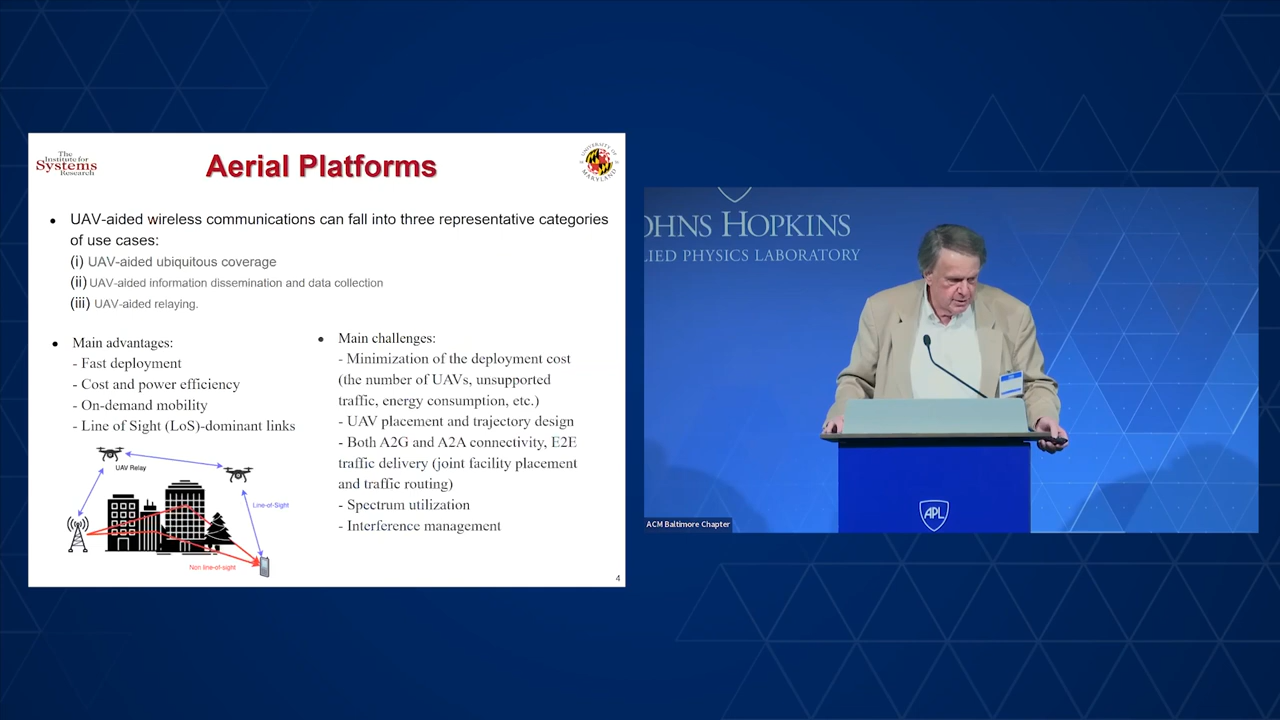 The
Institute for
Systems
Research
Aerial Platforms
UNIVERSITY OF
MARYLAND
• UAV-aided wireless communications can fall into three representative categories
of use cases:
(i) UAV-aided ubiquitous coverage
(ii) UAV-aided information dissemination and data collection
(iii) UAV-aided relaying.
• Main advantages:
- Fast deployment
- Cost and power efficiency
- On-demand mobility
- Line of Sight (LoS)-dominant links
• Main challenges:
- Minimization of the deployment cost
(the number of UAVs, unsupported
traffic, energy consumption, etc.)
- UAV placement and trajectory design
- Both A2G and A2A connectivity, E2E
traffic delivery (joint facility placement
and traffic routing)
- Spectrum utilization
- Interference management
UAV Relay
Line-of-Sight
Non line-of-sight
4
OHNS HOPKINS
LIED PHYSICS LABORATORY
APL
ACM Baltimore Chapter